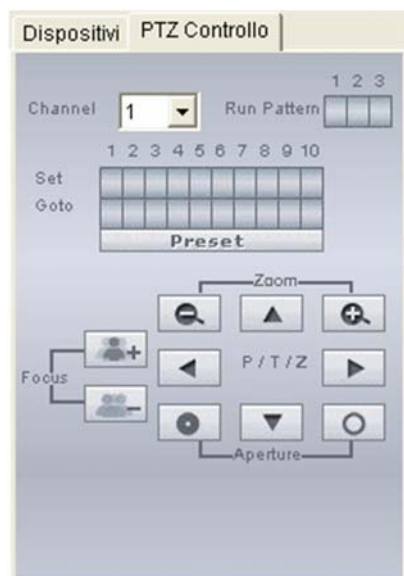 Dispositivi PTZ Controllo
1 2 3
Channel 1 Run Pattern
1 2 3 4 5 6 7 8 9 10
Set
Goto
Preset
Zoom
P / T / Z
Focus
Aperture